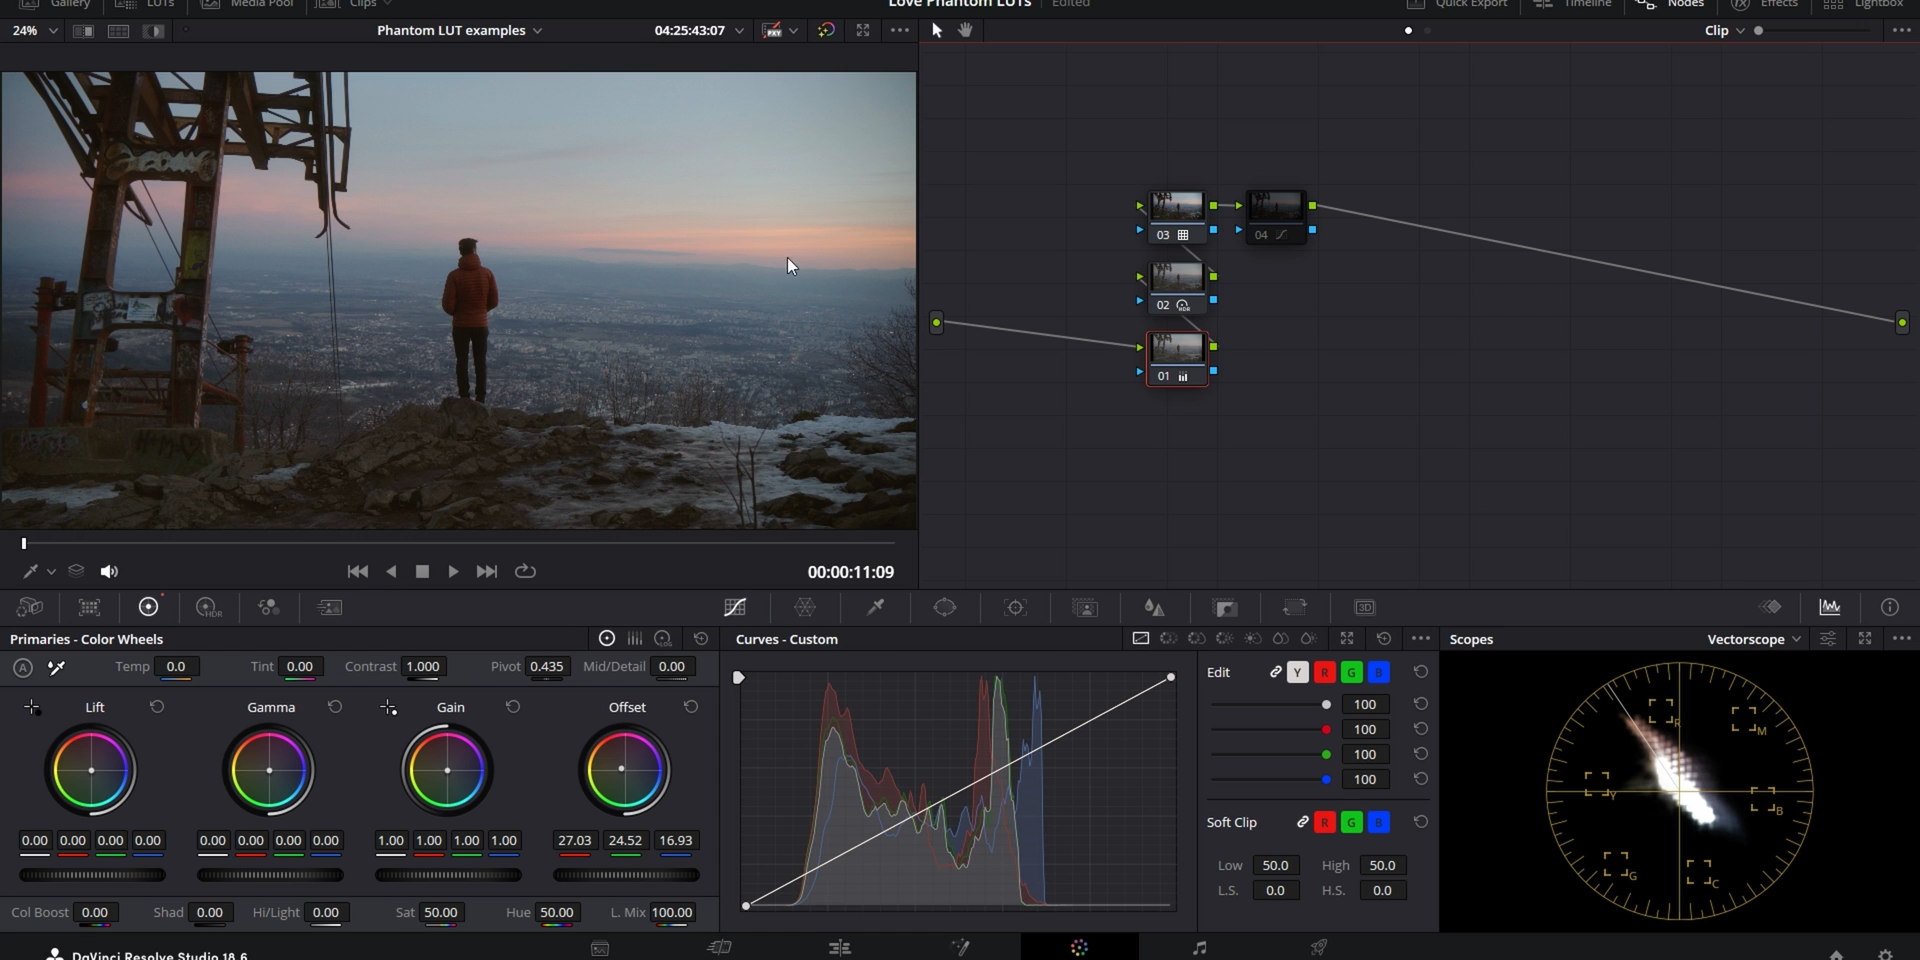 Gallery LUTs Media Pool Clips Love Phantom LUTs Edited Quick Export Timeline Nodes Effects Lightbox
24% Phantom LUT examples 04:25:43:07 PXY Clip
03 04
02 HDR
01
00:00:11:09
HDR 3D
Primaries - Color Wheels Curves - Custom Scopes Vectorscope
A Temp 0.0 Tint 0.00 Contrast 1.000 Pivot 0.435 Mid/Detail 0.00 Edit Y R G B
Lift Gamma Gain Offset 100
100
100
100
R M Y B G C
Soft Clip R G B
0.00 0.00 0.00 0.00 0.00 0.00 0.00 0.00 1.00 1.00 1.00 1.00 27.03 24.52 16.93
Low 50.0 High 50.0
L.S. 0.0 H.S. 0.0
Col Boost 0.00 Shad 0.00 Hi/Light 0.00 Sat 50.00 Hue 50.00 L. Mix 100.00
DaVinci Resolve Studio 18.6